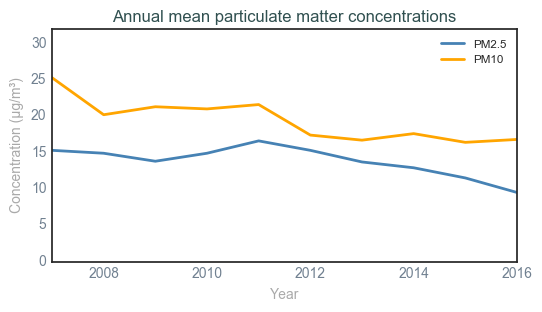 Annual mean particulate matter concentrations
PM2.5
PM10
Concentration (µg/m³)
30
25
20
15
10
5
0
2008
2010
2012
2014
2016
Year